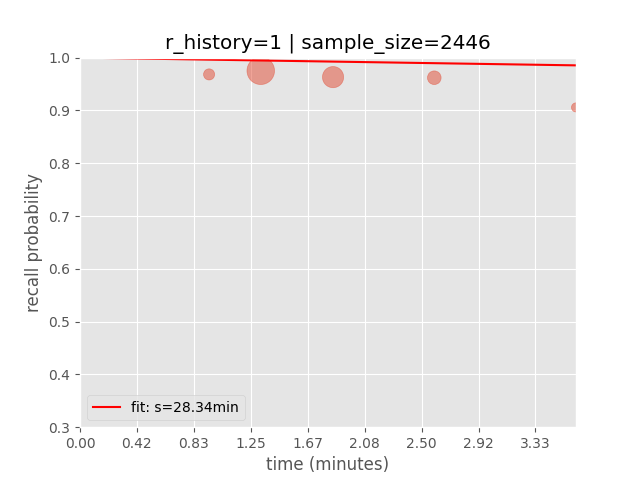 r_history=1 | sample_size=2446
1.0
0.9
0.8
0.7
0.6
0.5
0.4
0.3
recall probability
fit: s=28.34min
0.00 0.42 0.83 1.25 1.67 2.08 2.50 2.92 3.33
time (minutes)